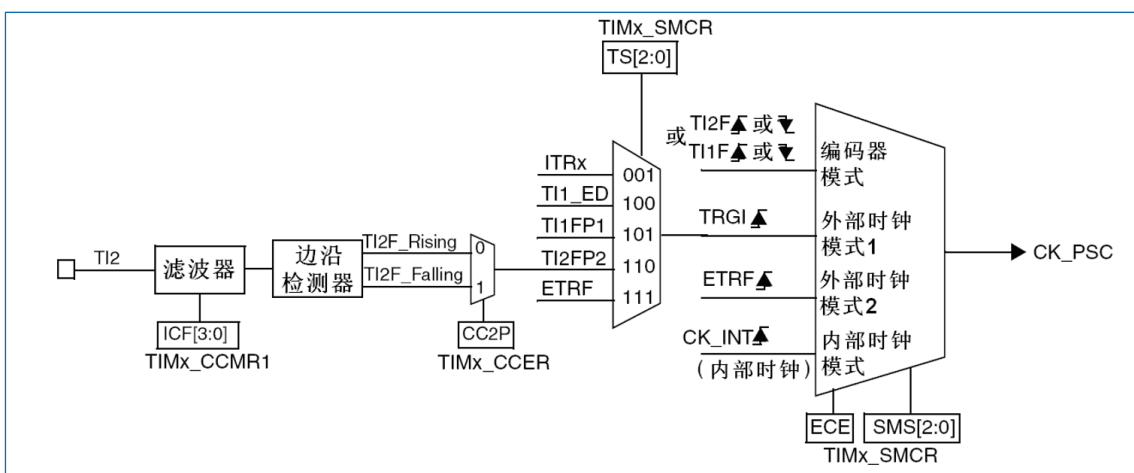 TIMx_SMCR
TS[2:0]
或
TI2F 或
TI1F 或
编码器
模式
ITRx
001
TI1_ED
100
TI1FP1
101
TRGI
外部时钟
模式1
TI2
滤波器
边沿
检测器
TI2F_Rising
0
TI2F_Falling
1
TI2FP2
110
ETRF
111
CK_PSC
ETRF
外部时钟
模式2
ICF[3:0]
TIMx_CCMR1
CC2P
TIMx_CCER
CK_INT
(内部时钟)
内部时钟
模式
ECE
SMS[2:0]
TIMx_SMCR